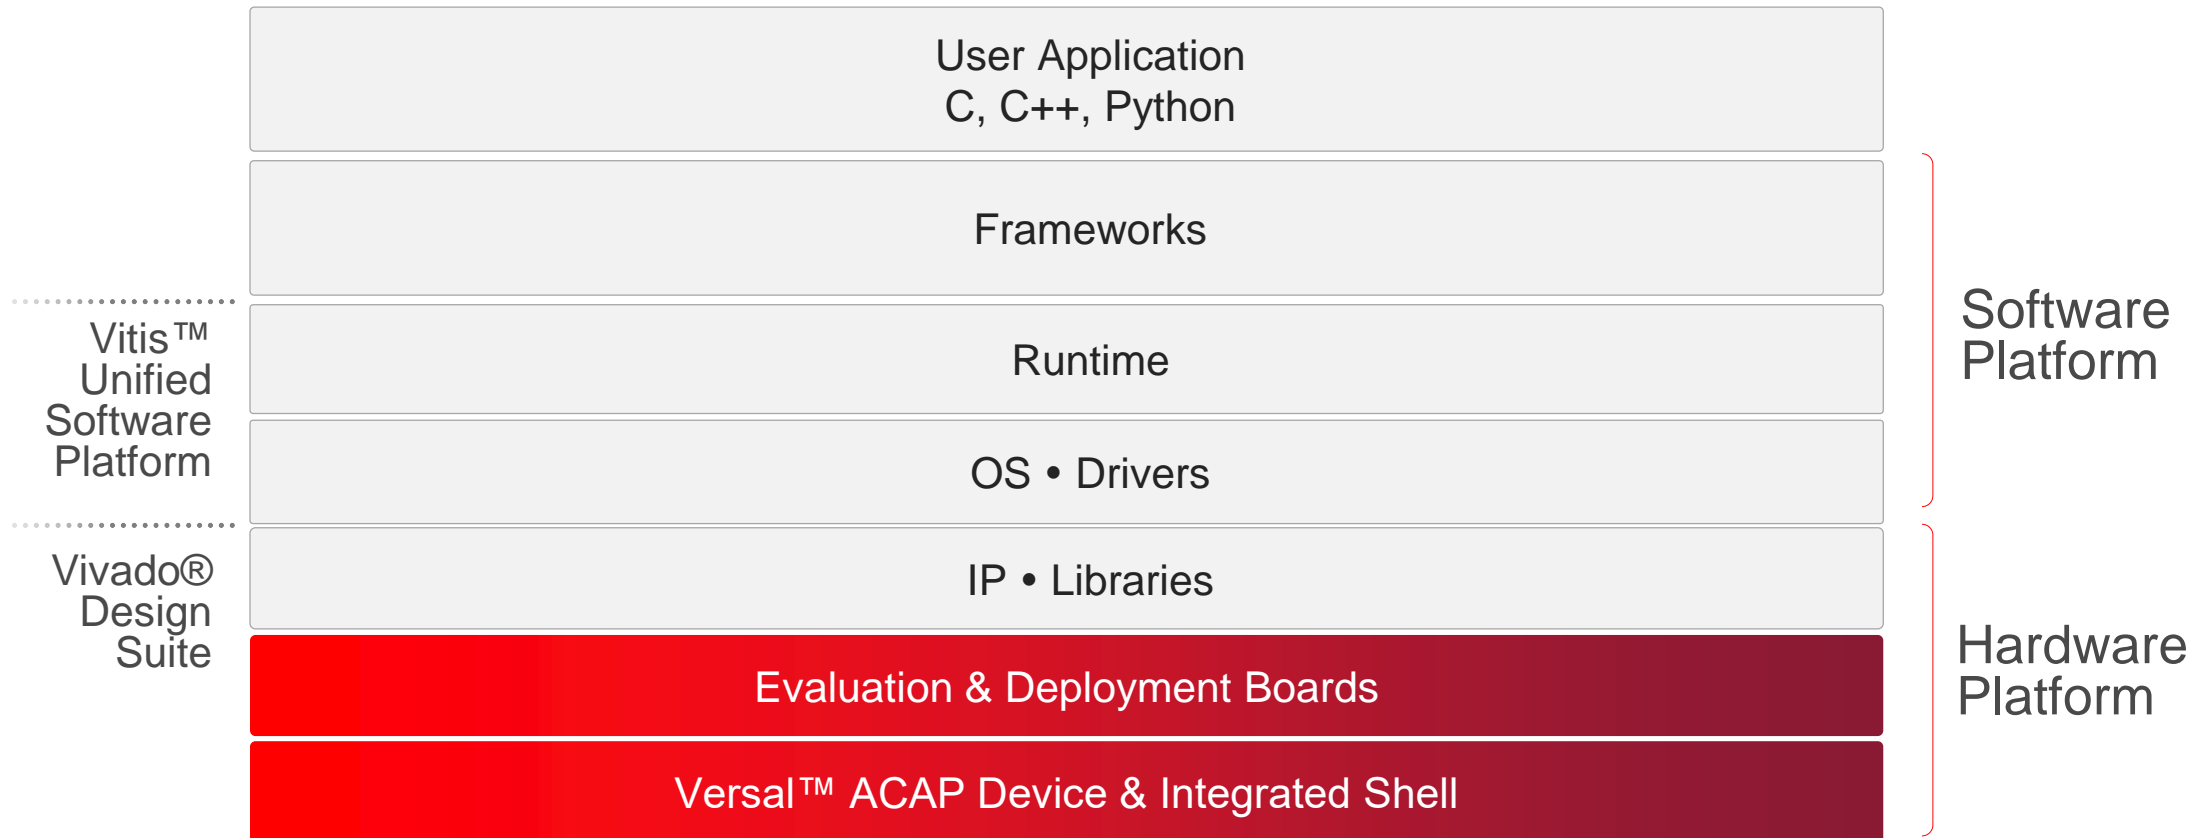 User Application
C, C++, Python
Frameworks
Vitis™
Unified
Software
Platform
Runtime
OS • Drivers
Software
Platform
Vivado®
Design
Suite
IP • Libraries
Evaluation & Deployment Boards
Versal™ ACAP Device & Integrated Shell
Hardware
Platform